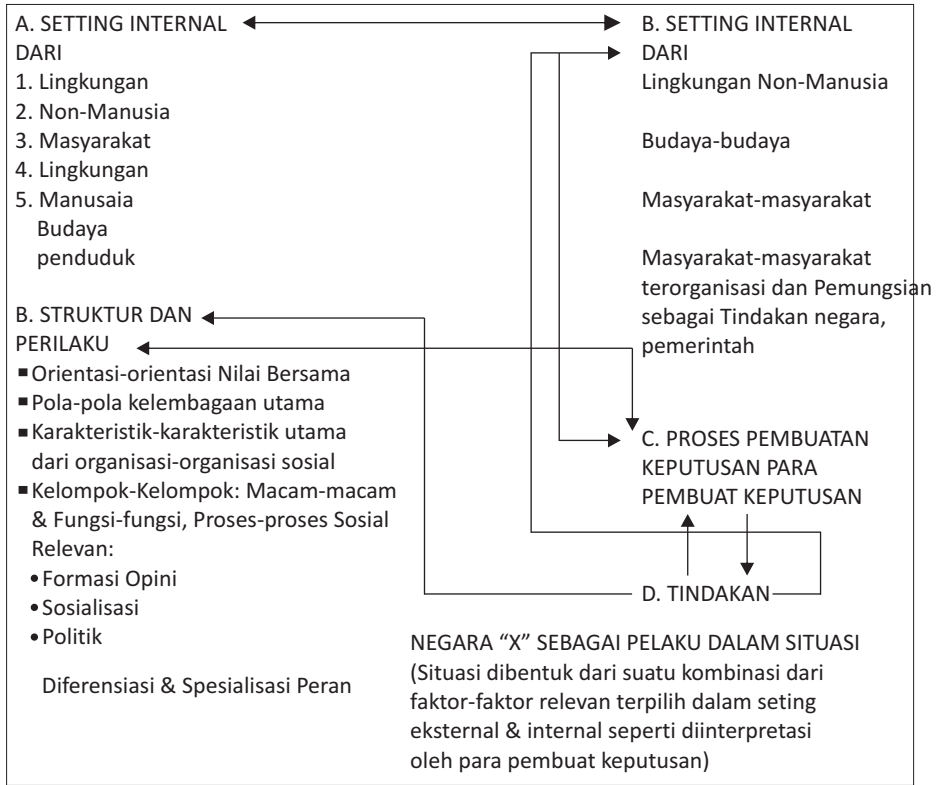 A. SETTING INTERNAL
DARI
1. Lingkungan
2. Non-Manusia
3. Masyarakat
4. Lingkungan
5. Manusaia
Budaya
penduduk
B. STRUKTUR DAN
PERILAKU
▪ Orientasi-orientasi Nilai Bersama
▪ Pola-pola kelembagaan utama
▪ Karakteristik-karakteristik utama
dari organisasi-organisasi sosial
▪ Kelompok-Kelompok: Macam-macam
& Fungsi-fungsi, Proses-proses Sosial
Relevan:
• Formasi Opini
• Sosialisasi
• Politik
Diferensiasi & Spesialisasi Peran
B. SETTING INTERNAL
DARI
Lingkungan Non-Manusia
Budaya-budaya
Masyarakat-masyarakat
Masyarakat-masyarakat
terorganisasi dan Pemungsian
sebagai Tindakan negara,
pemerintah
C. PROSES PEMBUATAN
KEPUTUSAN PARA
PEMBUAT KEPUTUSAN
D. TINDAKAN
NEGARA “X” SEBAGAI PELAKU DALAM SITUASI
(Situasi dibentuk dari suatu kombinasi dari
faktor-faktor relevan terpilih dalam seting
eksternal & internal seperti diinterpretasi
oleh para pembuat keputusan)